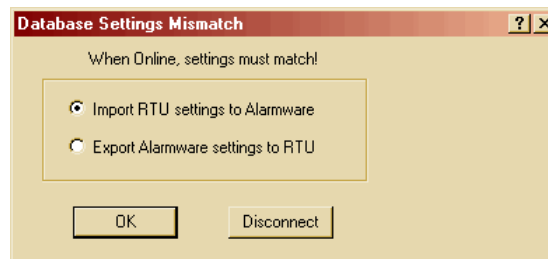 Database Settings Mismatch
When Online, settings must match!
Import RTU settings to Alarmware
Export Alarmware settings to RTU
OK Disconnect